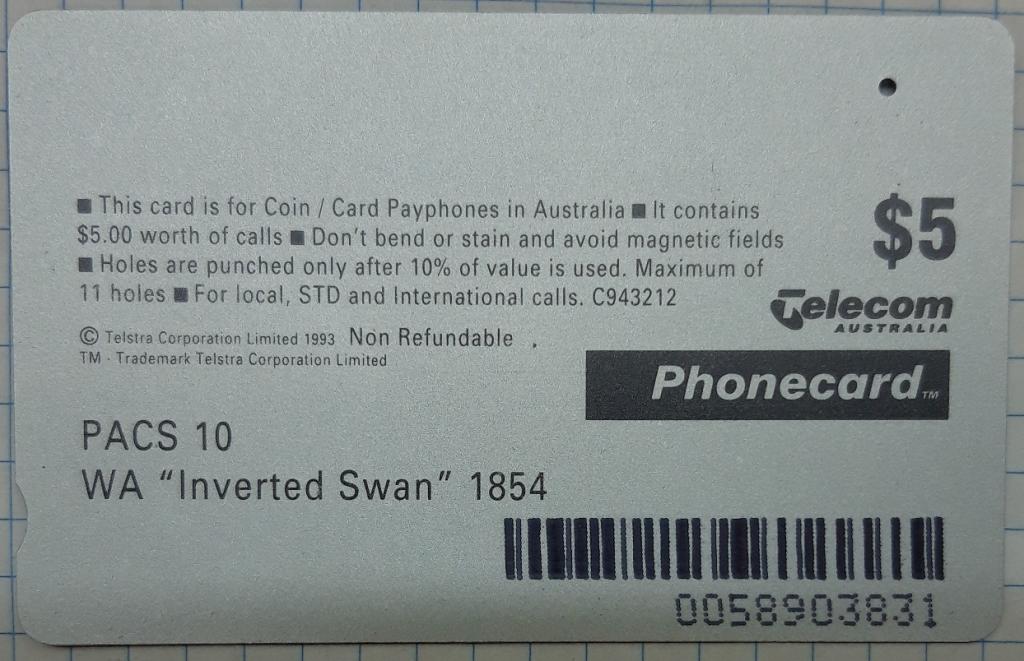 ■ This card is for Coin / Card Payphones in Australia ■ It contains
$5.00 worth of calls ■ Don't bend or stain and avoid magnetic fields
■ Holes are punched only after 10% of value is used. Maximum of
11 holes ■ For local, STD and International calls. C943212
© Telstra Corporation Limited 1993 Non Refundable .
TM · Trademark Telstra Corporation Limited
$5
Telecom
AUSTRALIA
Phonecard TM
PACS 10
WA “Inverted Swan” 1854
0058903831